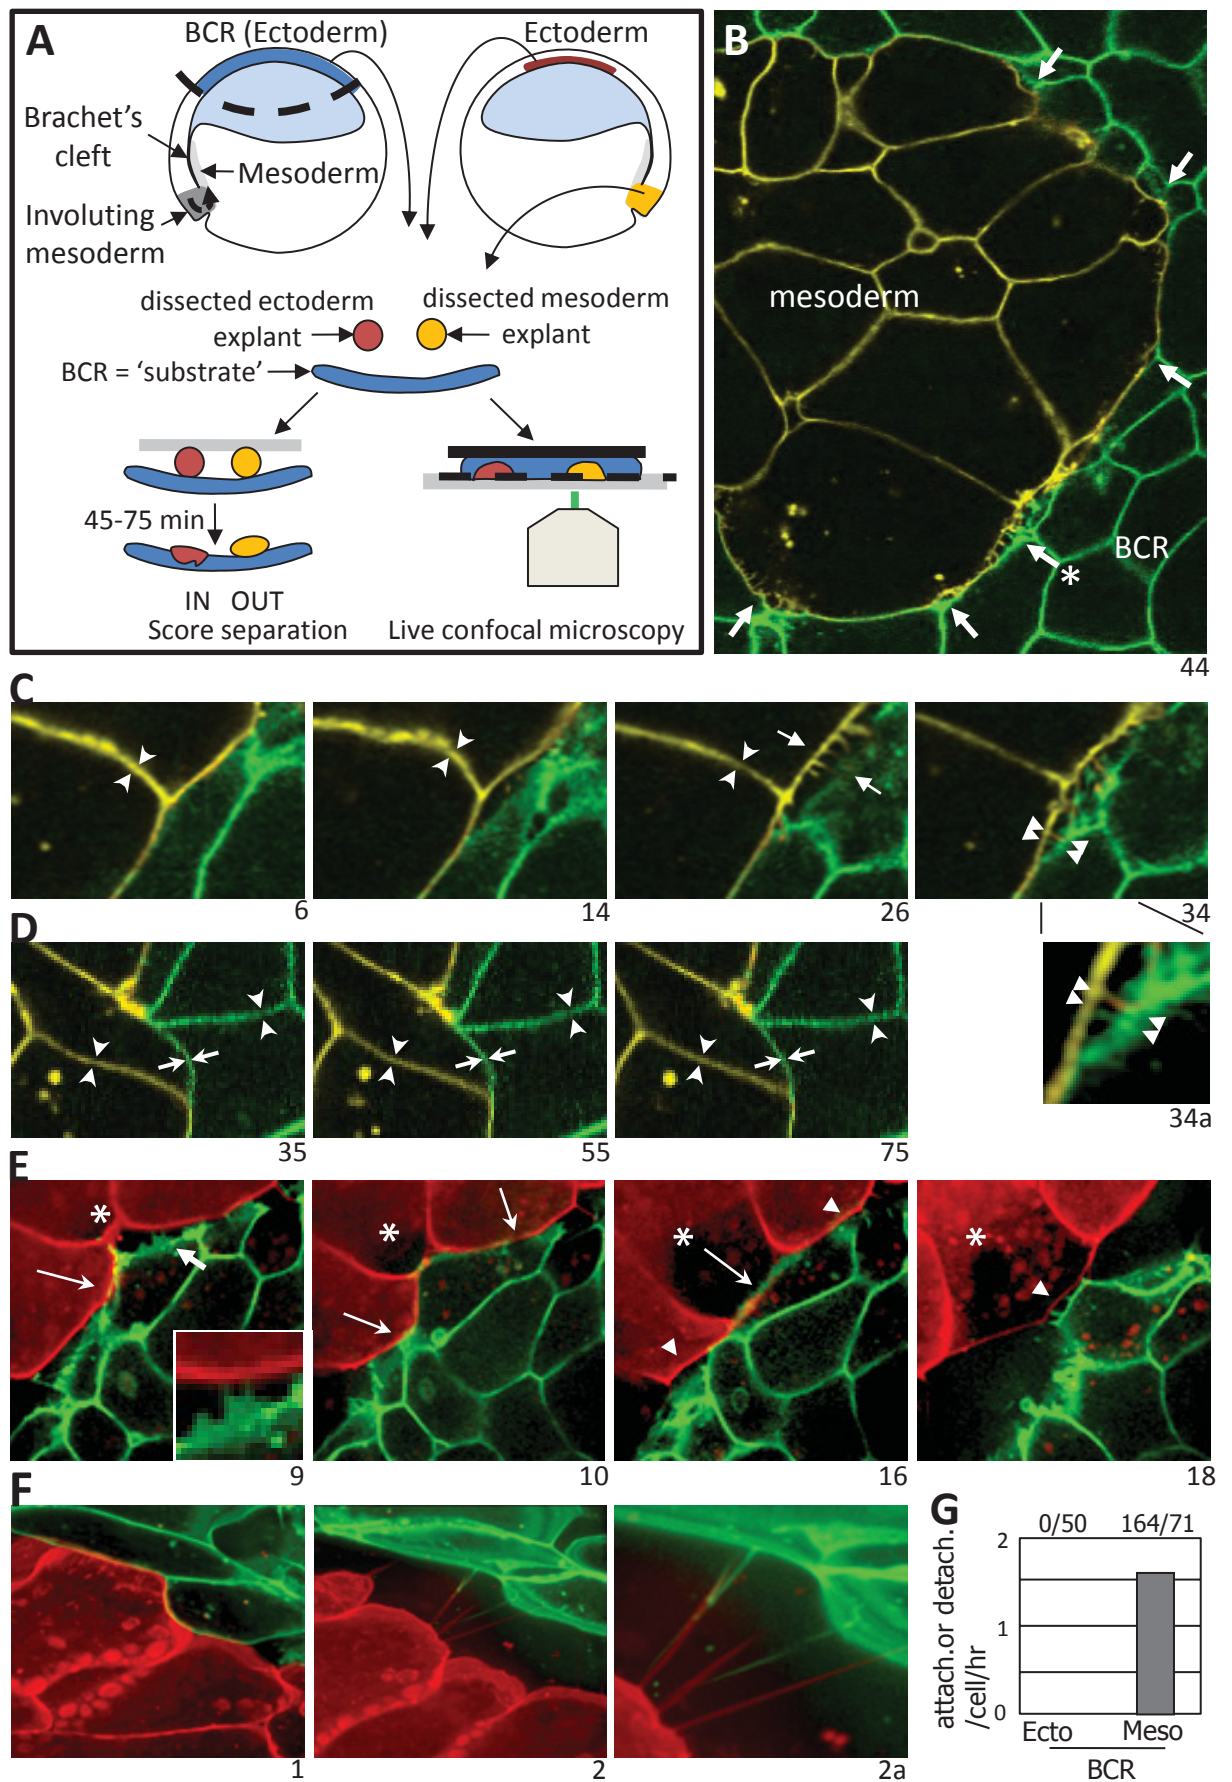 A
BCR (Ectoderm)
Ectoderm
Brachet's
cleft
Mesoderm
Involuting
mesoderm
dissected ectoderm
explant
dissected mesoderm
explant
BCR = 'substrate'
45-75 min
IN OUT
Score separation
Live confocal microscopy
B
mesoderm
BCR
*
44
C
6
14
26
34
D
35
55
75
34a
E
*
*
*
*
9
10
16
18
F
1
2
2a
G
0/50 164/71
attach.or detach.
/cell/hr
2
1
0
Ecto Meso
BCR